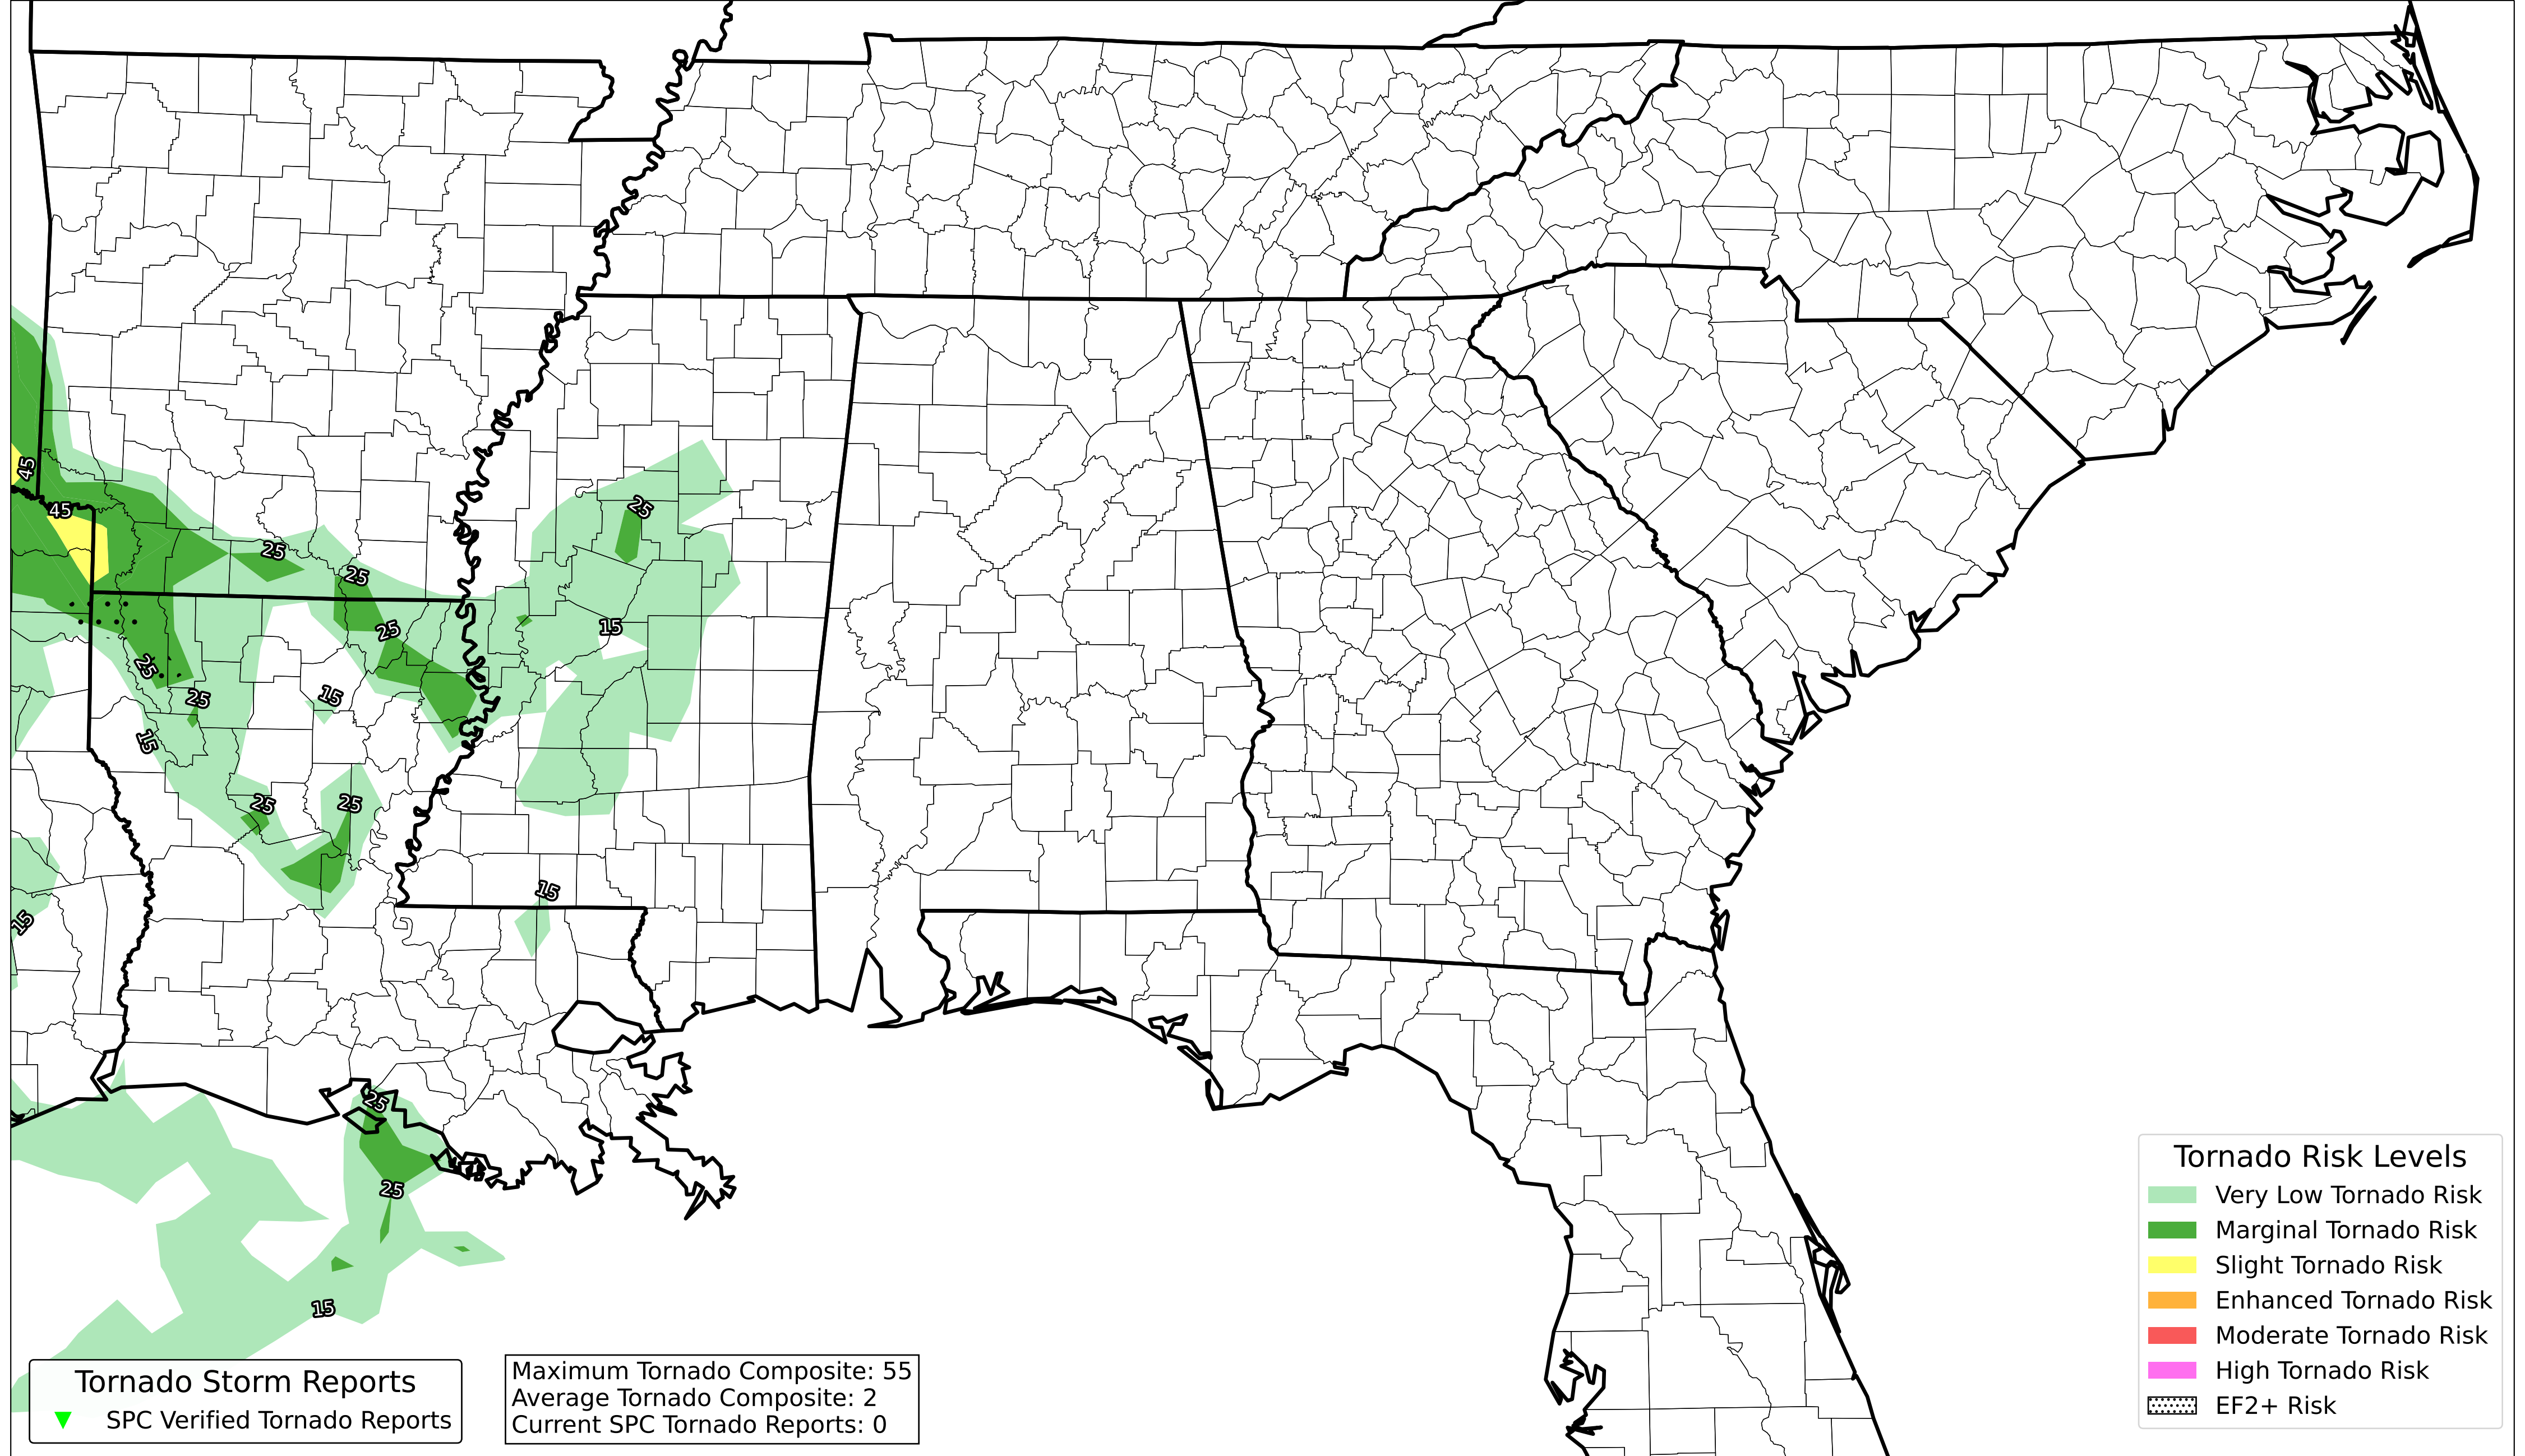 45
45
25
25
25
25
15
25
25
15
15
25
25
15
15
25
25
15
Tornado Risk Levels
Very Low Tornado Risk
Marginal Tornado Risk
Slight Tornado Risk
Enhanced Tornado Risk
Moderate Tornado Risk
High Tornado Risk
EF2+ Risk
Tornado Storm Reports
SPC Verified Tornado Reports
Maximum Tornado Composite: 55
Average Tornado Composite: 2
Current SPC Tornado Reports: 0